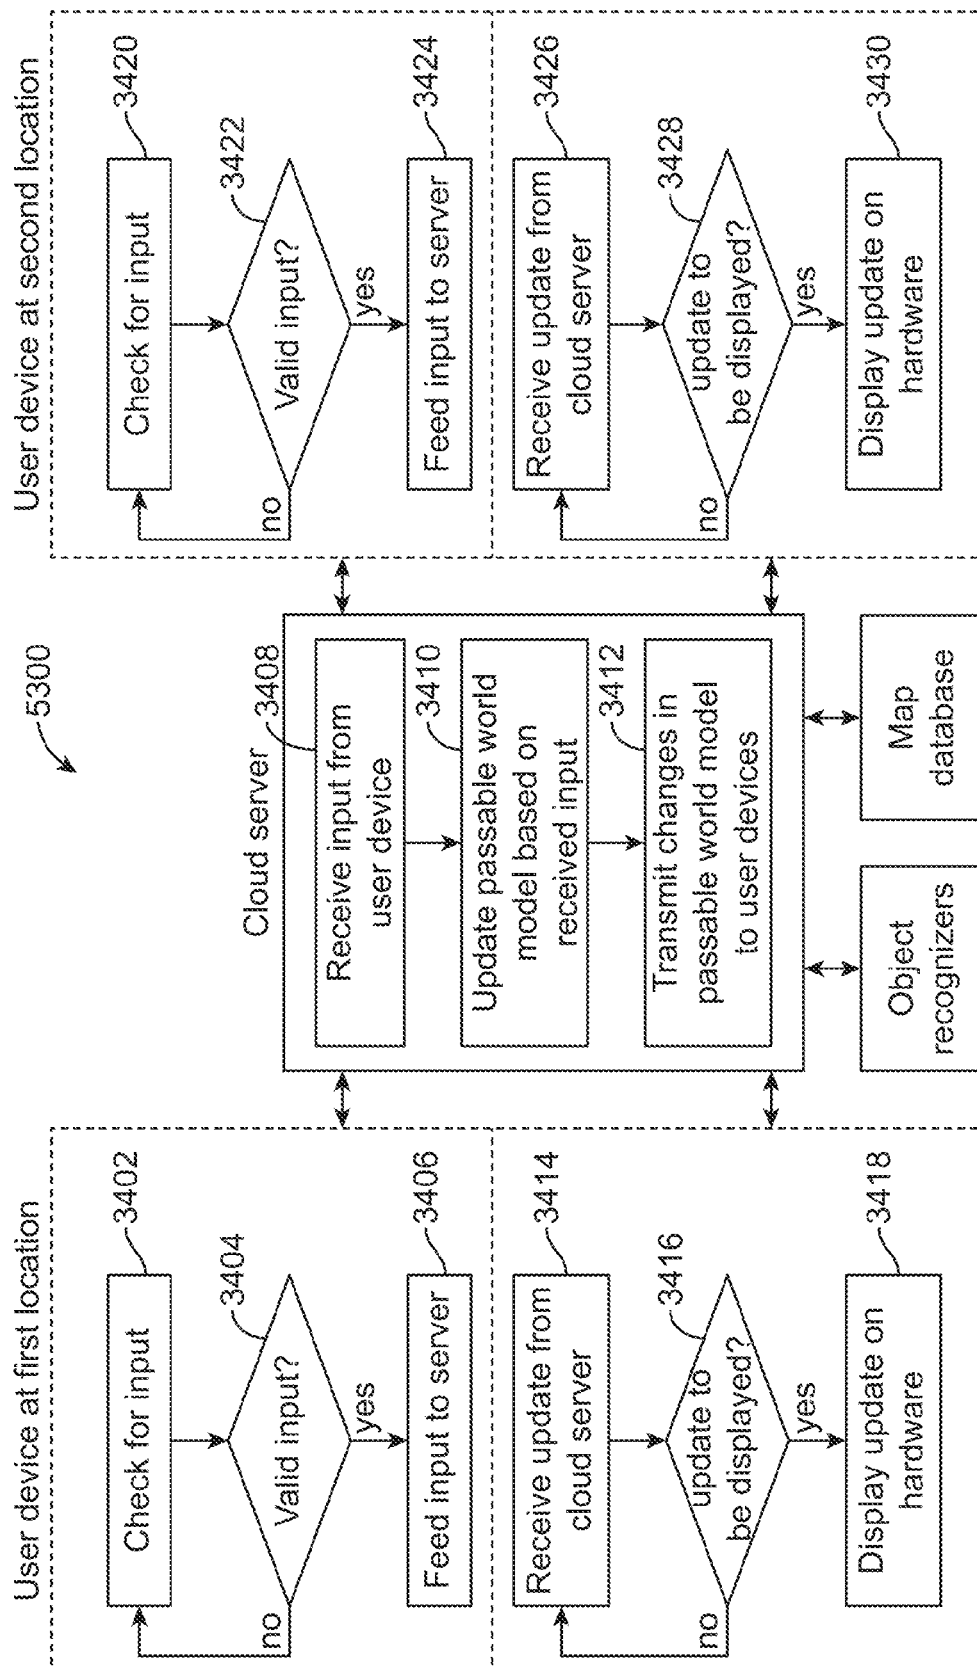 5300
User device at first location
Check for input
3402
Valid input?
3404
no
yes
Feed input to server
3406
Receive update from
cloud server
3414
update to
be displayed?
3416
no
yes
Display update on
hardware
3418
Cloud server
Receive input from
user device
3408
Update passable world
model based on
received input
3410
Transmit changes in
passable world model
to user devices
3412
Object
recognizers
Map
database
User device at second location
Check for input
3420
Valid input?
3422
no
yes
Feed input to server
3424
Receive update from
cloud server
3426
update to
be displayed?
3428
no
yes
Display update on
hardware
3430